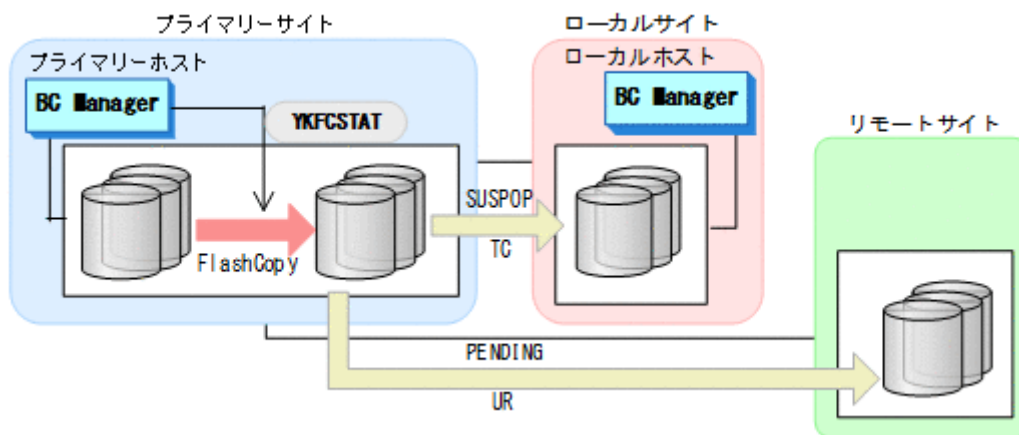 プライマリーサイト
プライマリーホスト
BC Manager
YKFCSTAT
FlashCopy
ローカルサイト
ローカルホスト
BC Manager
SUSPOP
TC
リモートサイト
PENDING
UR